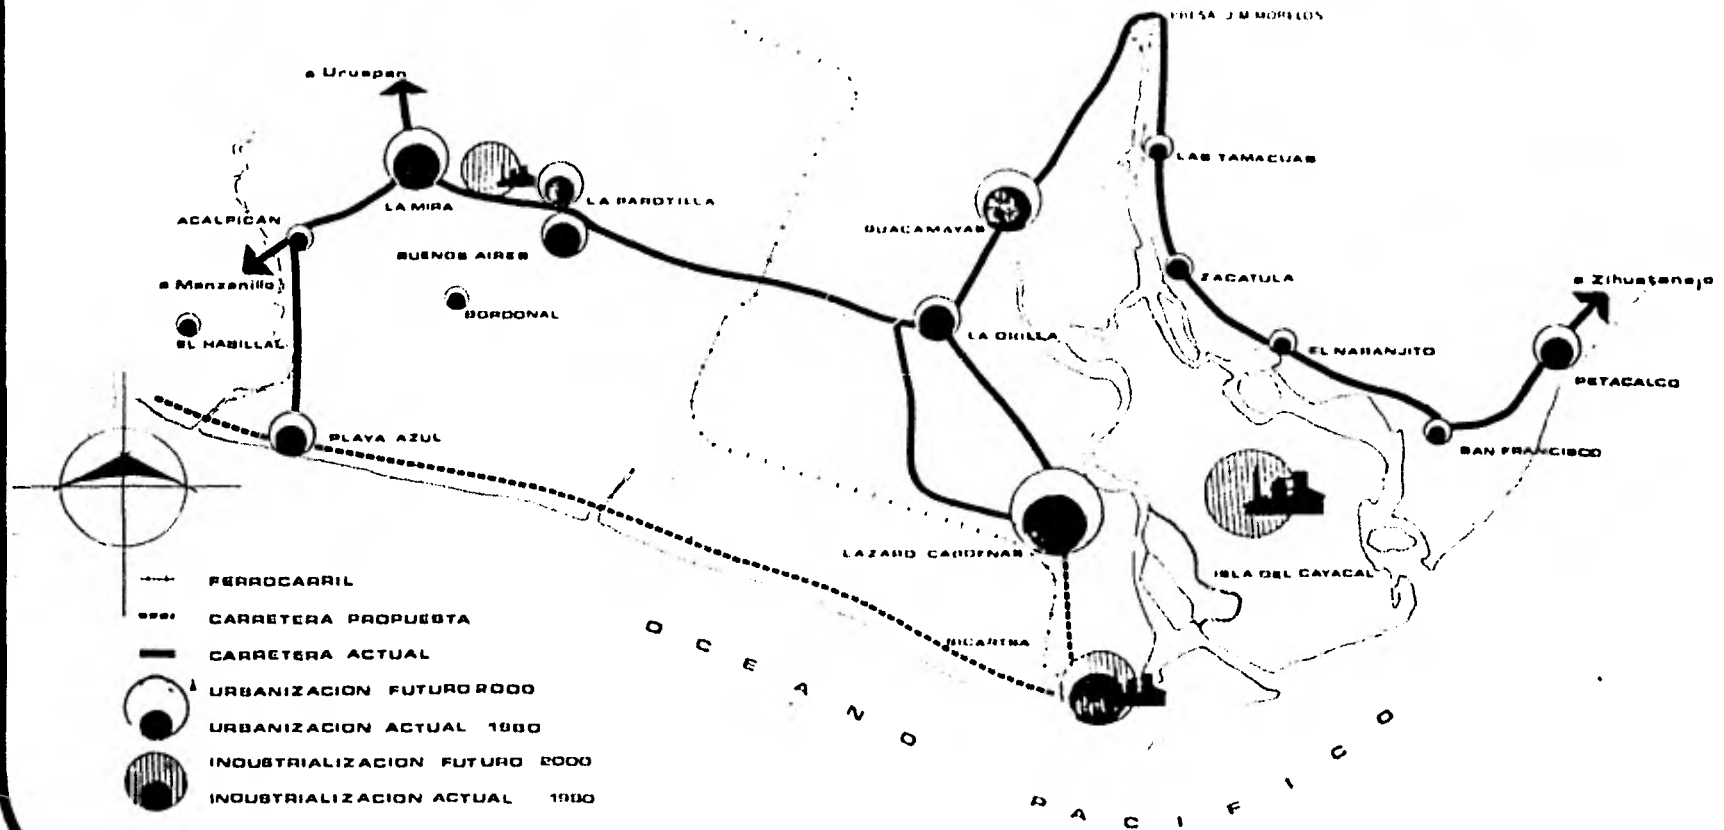 PRESA J.M.MORELOS
a Uruapan
LAS TAMACUAS
LA MIRA
LA PAROTILLA
ACALPICAN
GUACAMAYAS
BUENOS AIRES
a Manzanillo
ZACATULA
a Zihuatanejo
BORDONAL
EL HABILLAL
LA ORILLA
EL NARANJITO
PETACALCO
PLAYA AZUL
SAN FRANCISCO
LAZARO CARDENAS
ISLA DEL CAYACAL
FERROCARRIL
CARRETERA PROPUESTA
CARRETERA ACTUAL
URBANIZACION FUTURO 2000
URBANIZACION ACTUAL 1980
INDUSTRIALIZACION FUTURO 2000
INDUSTRIALIZACION ACTUAL 1980
OCEANO
PACIFICO